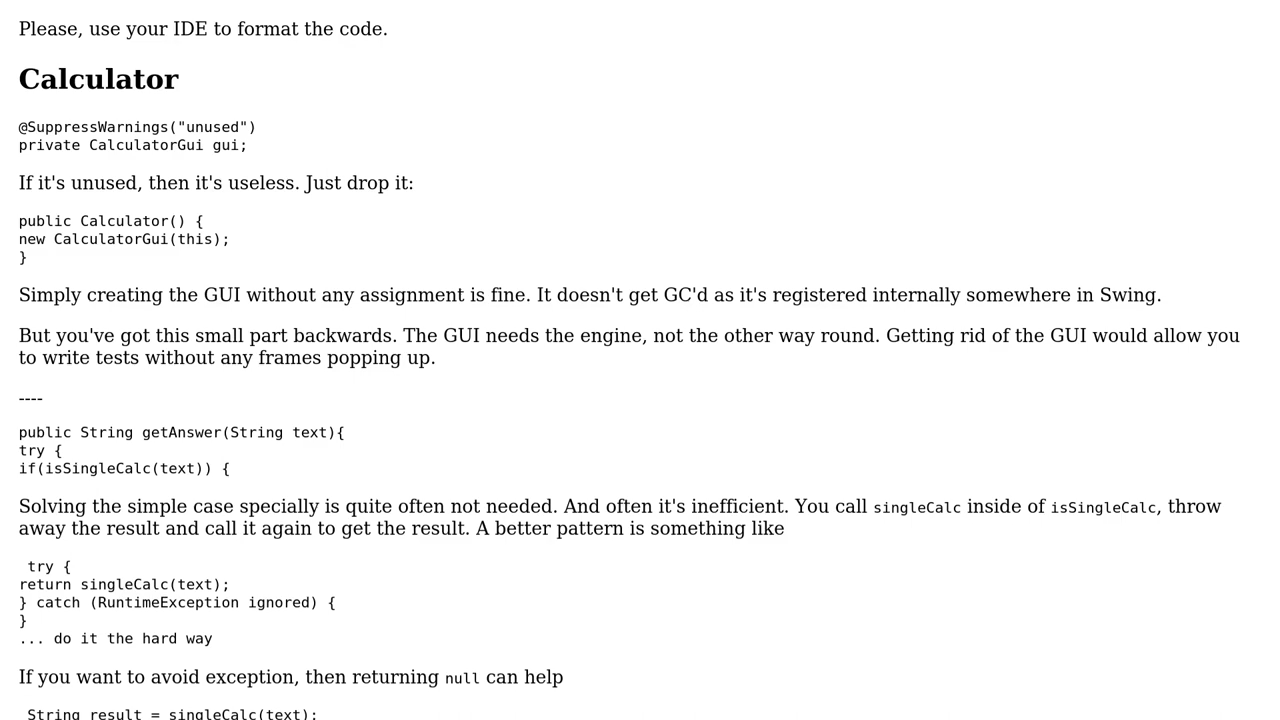 Please, use your IDE to format the code.
Calculator
@SuppressWarnings("unused")
private CalculatorGui gui;
If it's unused, then it's useless. Just drop it:
public Calculator() {
new CalculatorGui(this);
}
Simply creating the GUI without any assignment is fine. It doesn't get GC'd as it's registered internally somewhere in Swing.
But you've got this small part backwards. The GUI needs the engine, not the other way round. Getting rid of the GUI would allow you
to write tests without any frames popping up.
----
public String getAnswer(String text){
try {
if(isSingleCalc(text)) {
Solving the simple case specially is quite often not needed. And often it's inefficient. You call singleCalc inside of isSingleCalc, throw
away the result and call it again to get the result. A better pattern is something like
try {
return singleCalc(text);
} catch (RuntimeException ignored) {
}
... do it the hard way
If you want to avoid exception, then returning null can help
String result = singleCalc(text);